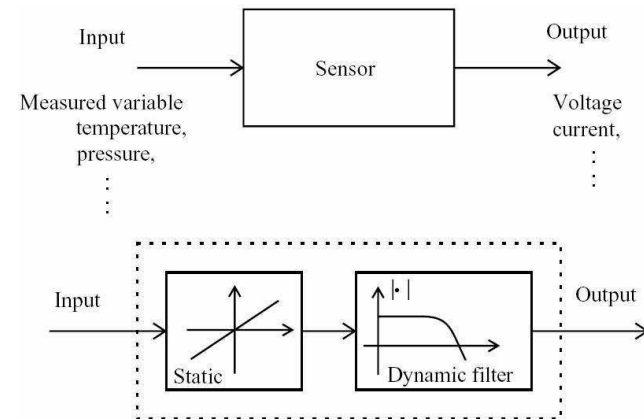 Input
Sensor
Output
Measured variable
temperature,
pressure,
Voltage
current,
Input
Static
|•|
Dynamic filter
Output